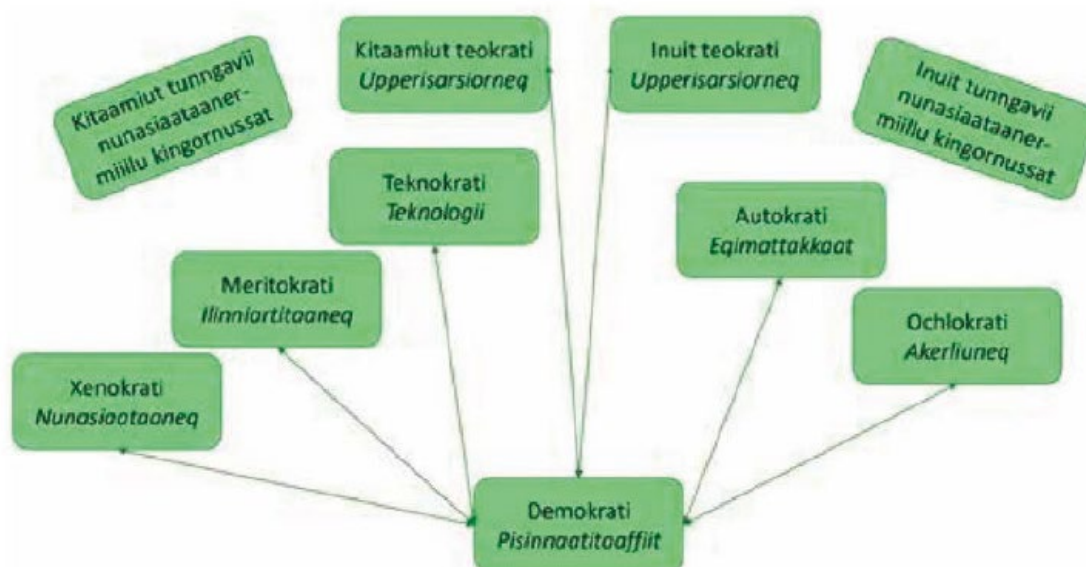 Kitaamiut tunngavii
nunasiaataaner-
miillu kingornussat
Kitaamiut teokrati
Upperisarsiorneq
Inuit teokrati
Upperisarsiorneq
Inuit tunngavii
nunasiaataaner-
miillu kingornussat
Teknokrati
Teknologii
Autokrati
Eqimattakkaat
Meritokrati
Ilinniartitaaneq
Ochlokrati
Akerliuneq
Xenokrati
Nunasiaataaneq
Demokrati
Pisinnaatitaaffiit